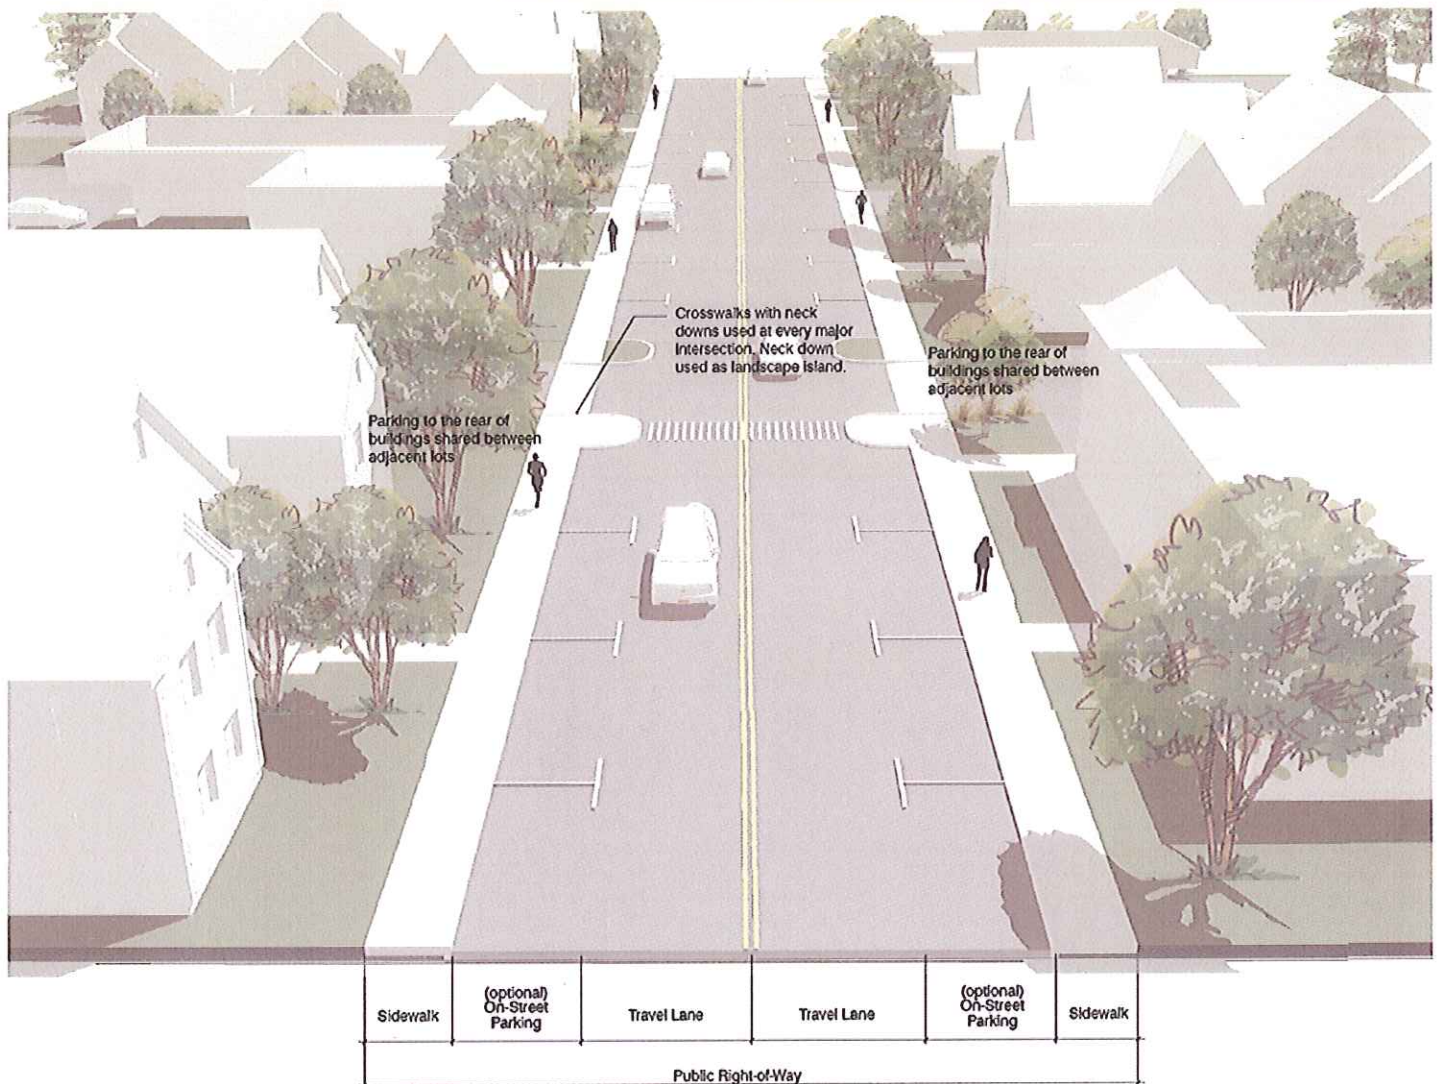 Crosswalks with neck
downs used at every major
intersection. Neck down
used as landscape island.
Parking to the rear of
buildings shared between
adjacent lots
Parking to the rear of
buildings shared between
adjacent lots
Sidewalk
(optional)
On-Street
Parking
Travel Lane
Travel Lane
(optional)
On-Street
Parking
Sidewalk
Public Right-of-Way